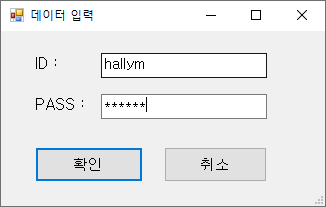 데이터 입력
ID : hallym
PASS : ******
확인 취소